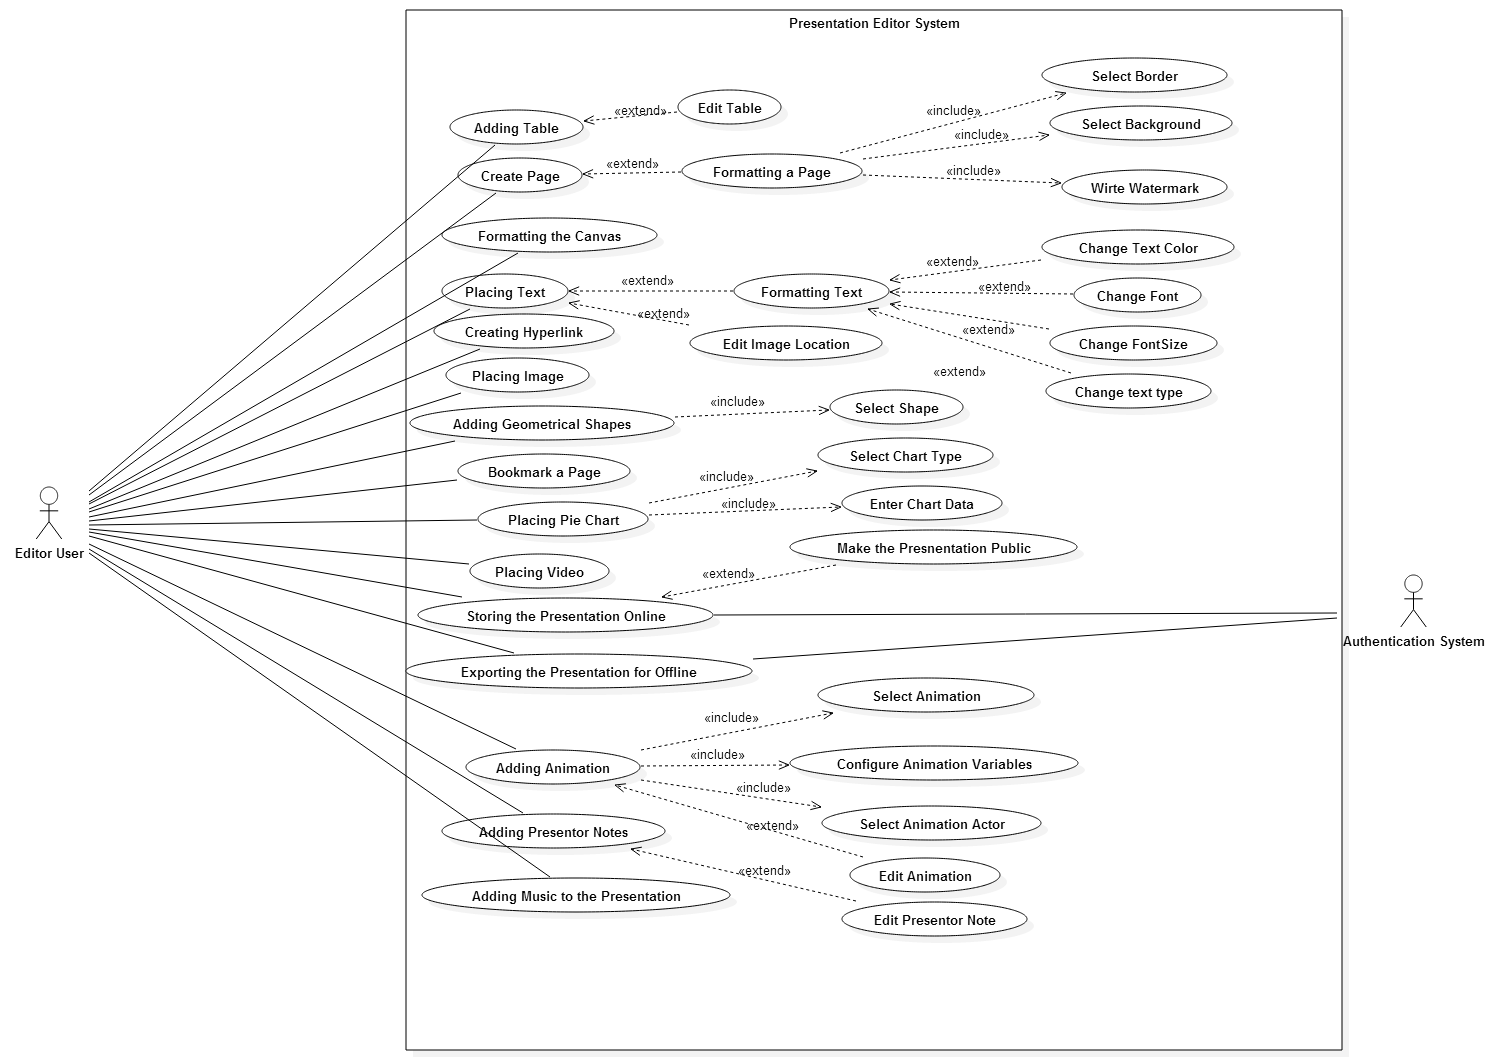 Presentation Editor System
Select Border
«include»
Edit Table
«extend»
Adding Table
Select Background
«include»
Create Page
«extend»
Formatting a Page
«include»
Wirte Watermark
Formatting the Canvas
Change Text Color
«extend»
Placing Text
«extend»
Formatting Text
«extend»
Change Font
«extend»
Creating Hyperlink
«extend»
Edit Image Location
Change FontSize
«extend»
Placing Image
Change text type
Adding Geometrical Shapes
«include»
Select Shape
Select Chart Type
Bookmark a Page
«include»
Enter Chart Data
«include»
Placing Pie Chart
Make the Presnentation Public
Editor User
Placing Video
«extend»
Storing the Presentation Online
Authentication System
Exporting the Presentation for Offline
Select Animation
«include»
«include»
Adding Animation
Configure Animation Variables
«include»
Select Animation Actor
«extend»
Adding Presentor Notes
«extend»
Edit Animation
Adding Music to the Presentation
Edit Presentor Note